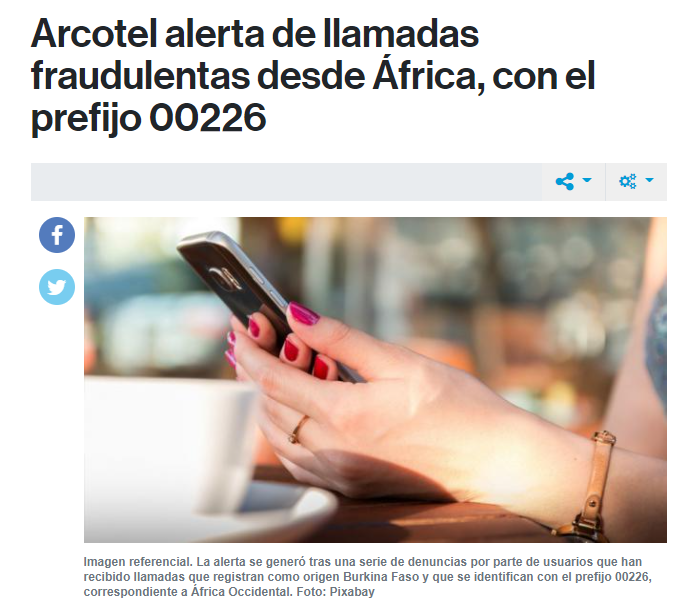 Arcotel alerta de llamadas
fraudulentas desde África, con el
prefijo 00226
Imagen referencial. La alerta se generó tras una serie de denuncias por parte de usuarios que han
recibido llamadas que registran como origen Burkina Faso y que se identifican con el prefijo 00226,
correspondiente a África Occidental. Foto: Pixabay